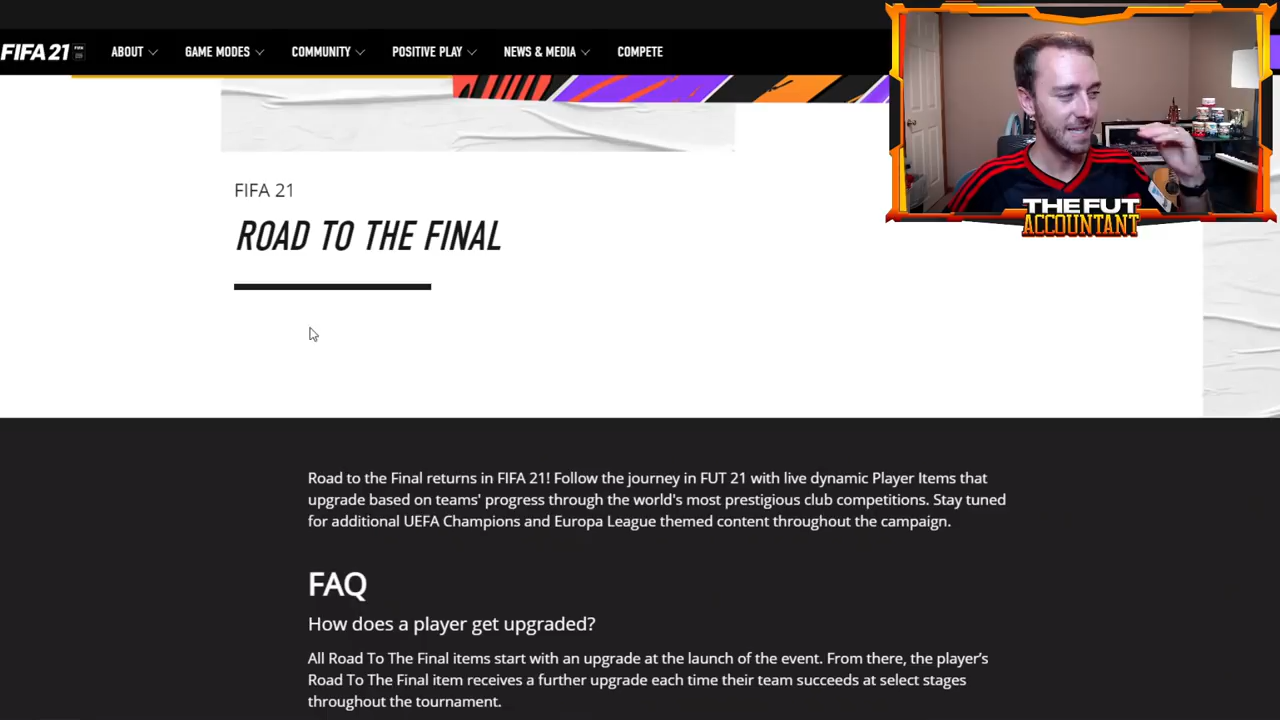 FIFA 21
ABOUT
GAME MODES
COMMUNITY
POSITIVE PLAY
NEWS & MEDIA
COMPETE
THE FUT
ACCOUNTANT
FIFA 21
ROAD TO THE FINAL
Road to the Final returns in FIFA 21! Follow the journey in FUT 21 with live dynamic Player Items that
upgrade based on teams' progress through the world's most prestigious club competitions. Stay tuned
for additional UEFA Champions and Europa League themed content throughout the campaign.
FAQ
How does a player get upgraded?
All Road To The Final items start with an upgrade at the launch of the event. From there, the player's
Road To The Final item receives a further upgrade each time their team succeeds at select stages
throughout the tournament.